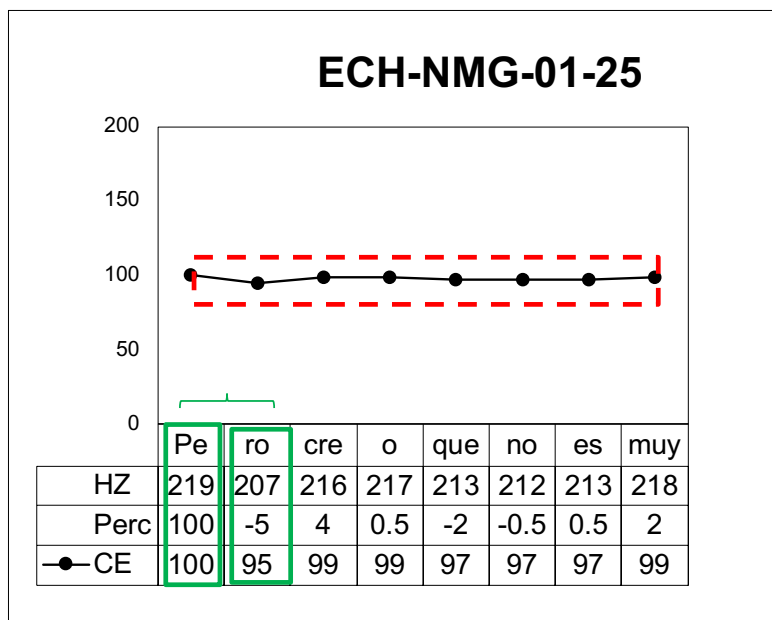 ECH-NMG-01-25
200
150
100
50
0
Pe ro cre o que no es muy
HZ 219 207 216 217 213 212 213 218
Perc 100 -5 4 0.5 -2 -0.5 0.5 2
CE 100 95 99 99 97 97 97 99